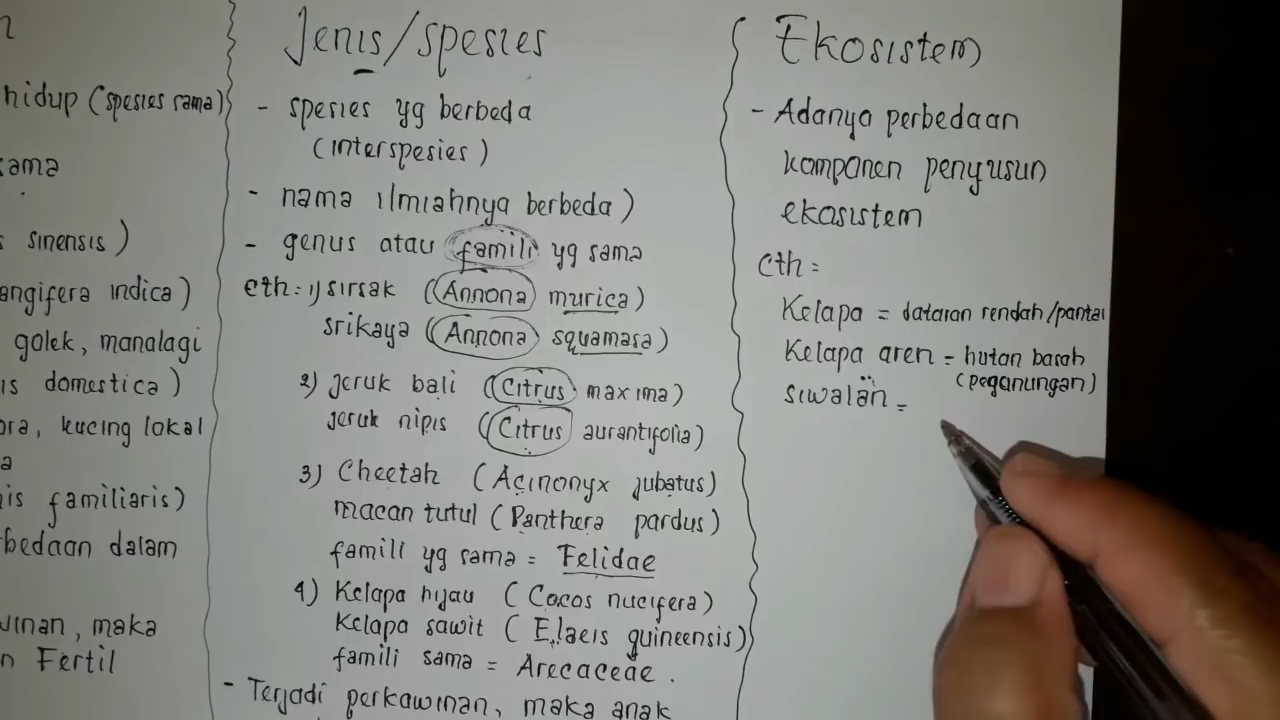 n
hidup (spesies sama)
sama
s sinensis)
angifera indica)
golek, manalagi
is domestica)
ora, kucing lokal
a
is familiaris)
bedaan dalam
winan, maka
n Fertil
Jenis/spesies
- spesies yg berbeda
(interspesies)
- nama ilmiahnya berbeda)
- genus atau famili yg sama
cth: 1) sirsak (Annona murica)
srikaya (Annona squamasa)
2) jeruk bali (Citrus maxima)
jeruk nipis (Citrus aurantifolia)
3) Cheetah (Acinonyx jubatus)
macan tutul (Panthera pardus)
famili yg sama = Felidae
4) Kelapa hijau (Cocos nucifera)
Kelapa sawit (Elaeis guineensis)
famili sama = Arecaceae.
- Terjadi perkawinan, maka anak
Ekosistem
- Adanya perbedaan
komponen penyusun
ekosistem
Cth:
Kelapa = dataran rendah/pantai
Kelapa aren = hutan basah
(pegunungan)
siwalan =